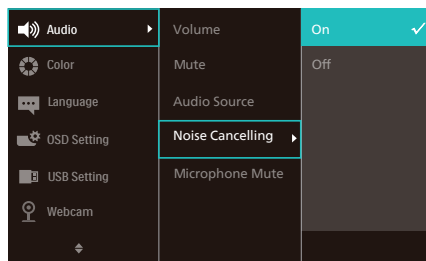 Audio
Color
Language
OSD Setting
USB Setting
Webcam
Volume
Mute
Audio Source
Noise Cancelling
Microphone Mute
On
Off